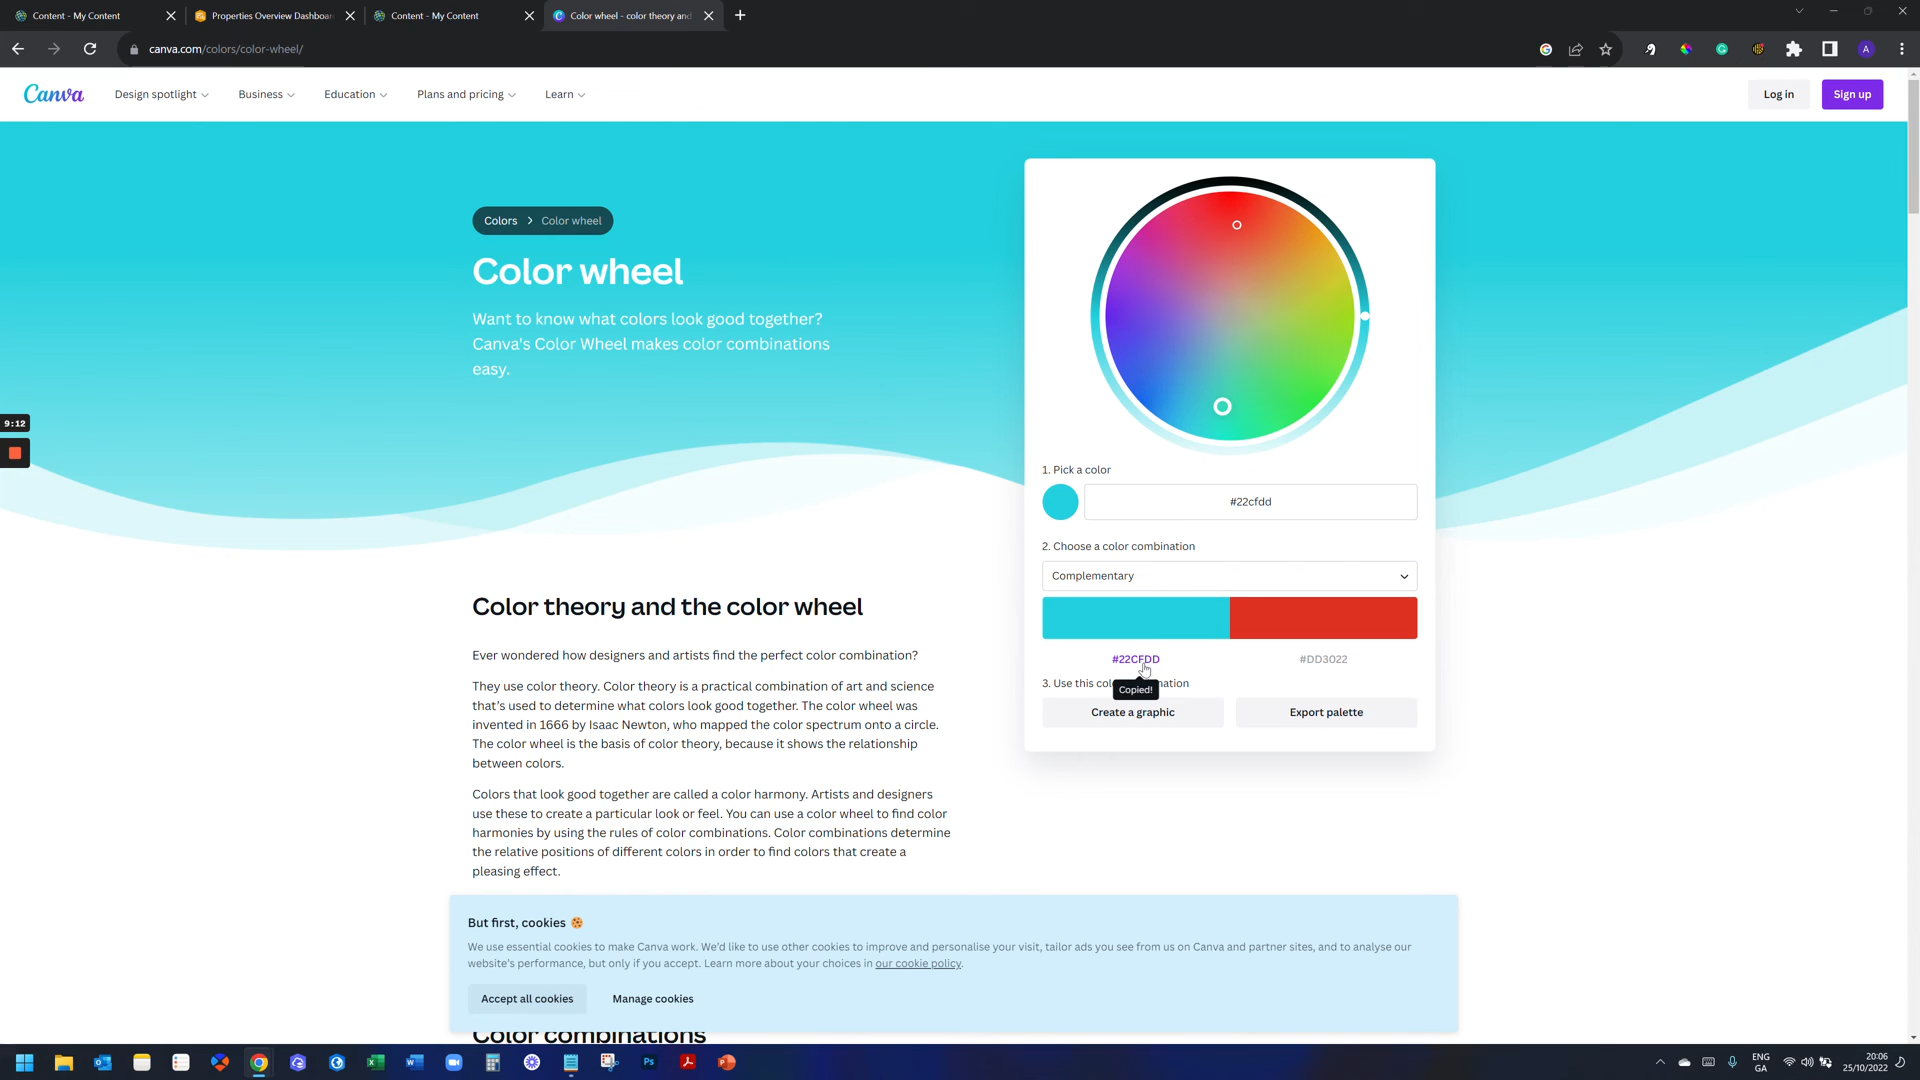 Content - My Content
Properties Overview Dashboar
Content - My Content
Color wheel - color theory and
canva.com/colors/color-wheel/
A
Canva
Design spotlight
Business
Education
Plans and pricing
Learn
Log in
Sign up
Colors > Color wheel
Color wheel
Want to know what colors look good together?
Canva's Color Wheel makes color combinations
easy.
9:12
1. Pick a color
#22cfdd
2. Choose a color combination
Complementary
#22CFDD
#DD3022
3. Use this col
ination
Copied!
Create a graphic
Export palette
Color theory and the color wheel
Ever wondered how designers and artists find the perfect color combination?
They use color theory. Color theory is a practical combination of art and science
that's used to determine what colors look good together. The color wheel was
invented in 1666 by Isaac Newton, who mapped the color spectrum onto a circle.
The color wheel is the basis of color theory, because it shows the relationship
between colors.
Colors that look good together are called a color harmony. Artists and designers
use these to create a particular look or feel. You can use a color wheel to find color
harmonies by using the rules of color combinations. Color combinations determine
the relative positions of different colors in order to find colors that create a
pleasing effect.
But first, cookies 🍪
We use essential cookies to make Canva work. We'd like to use other cookies to improve and personalise your visit, tailor ads you see from us on Canva and partner sites, and to analyse our
website's performance, but only if you accept. Learn more about your choices in our cookie policy.
Accept all cookies
Manage cookies
Color combinations
Ps
ENG
GA
20:06
25/10/2022